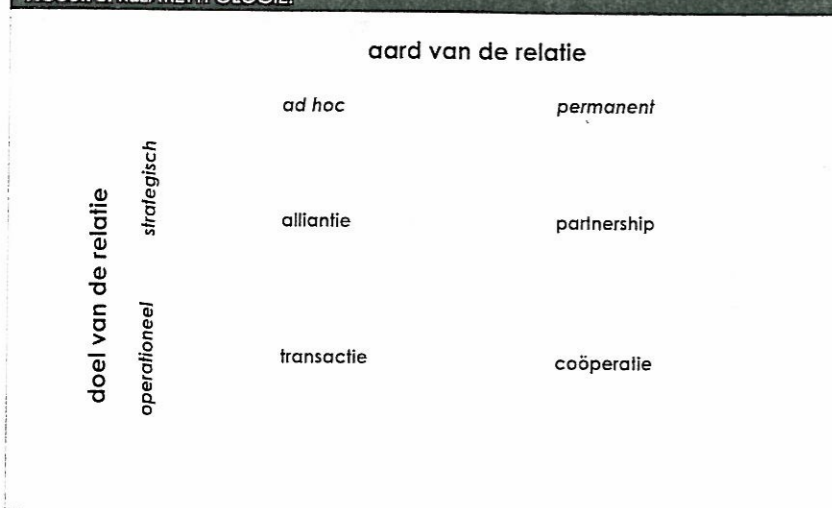 aard van de relatie
ad hoc permanent
doel van de relatie
strategisch
alliantie partnership
operationeel
transactie coöperatie